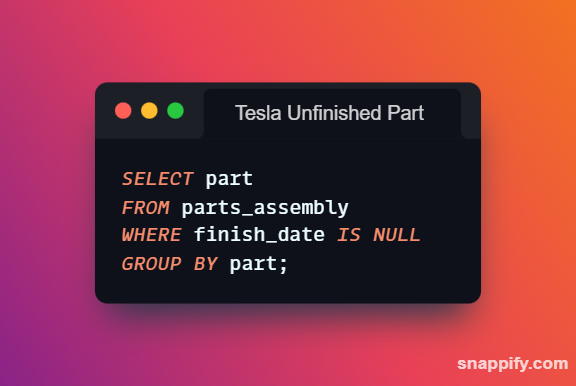 Tesla Unfinished Part
SELECT part
FROM parts_assembly
WHERE finish_date IS NULL
GROUP BY part;
snappify.com